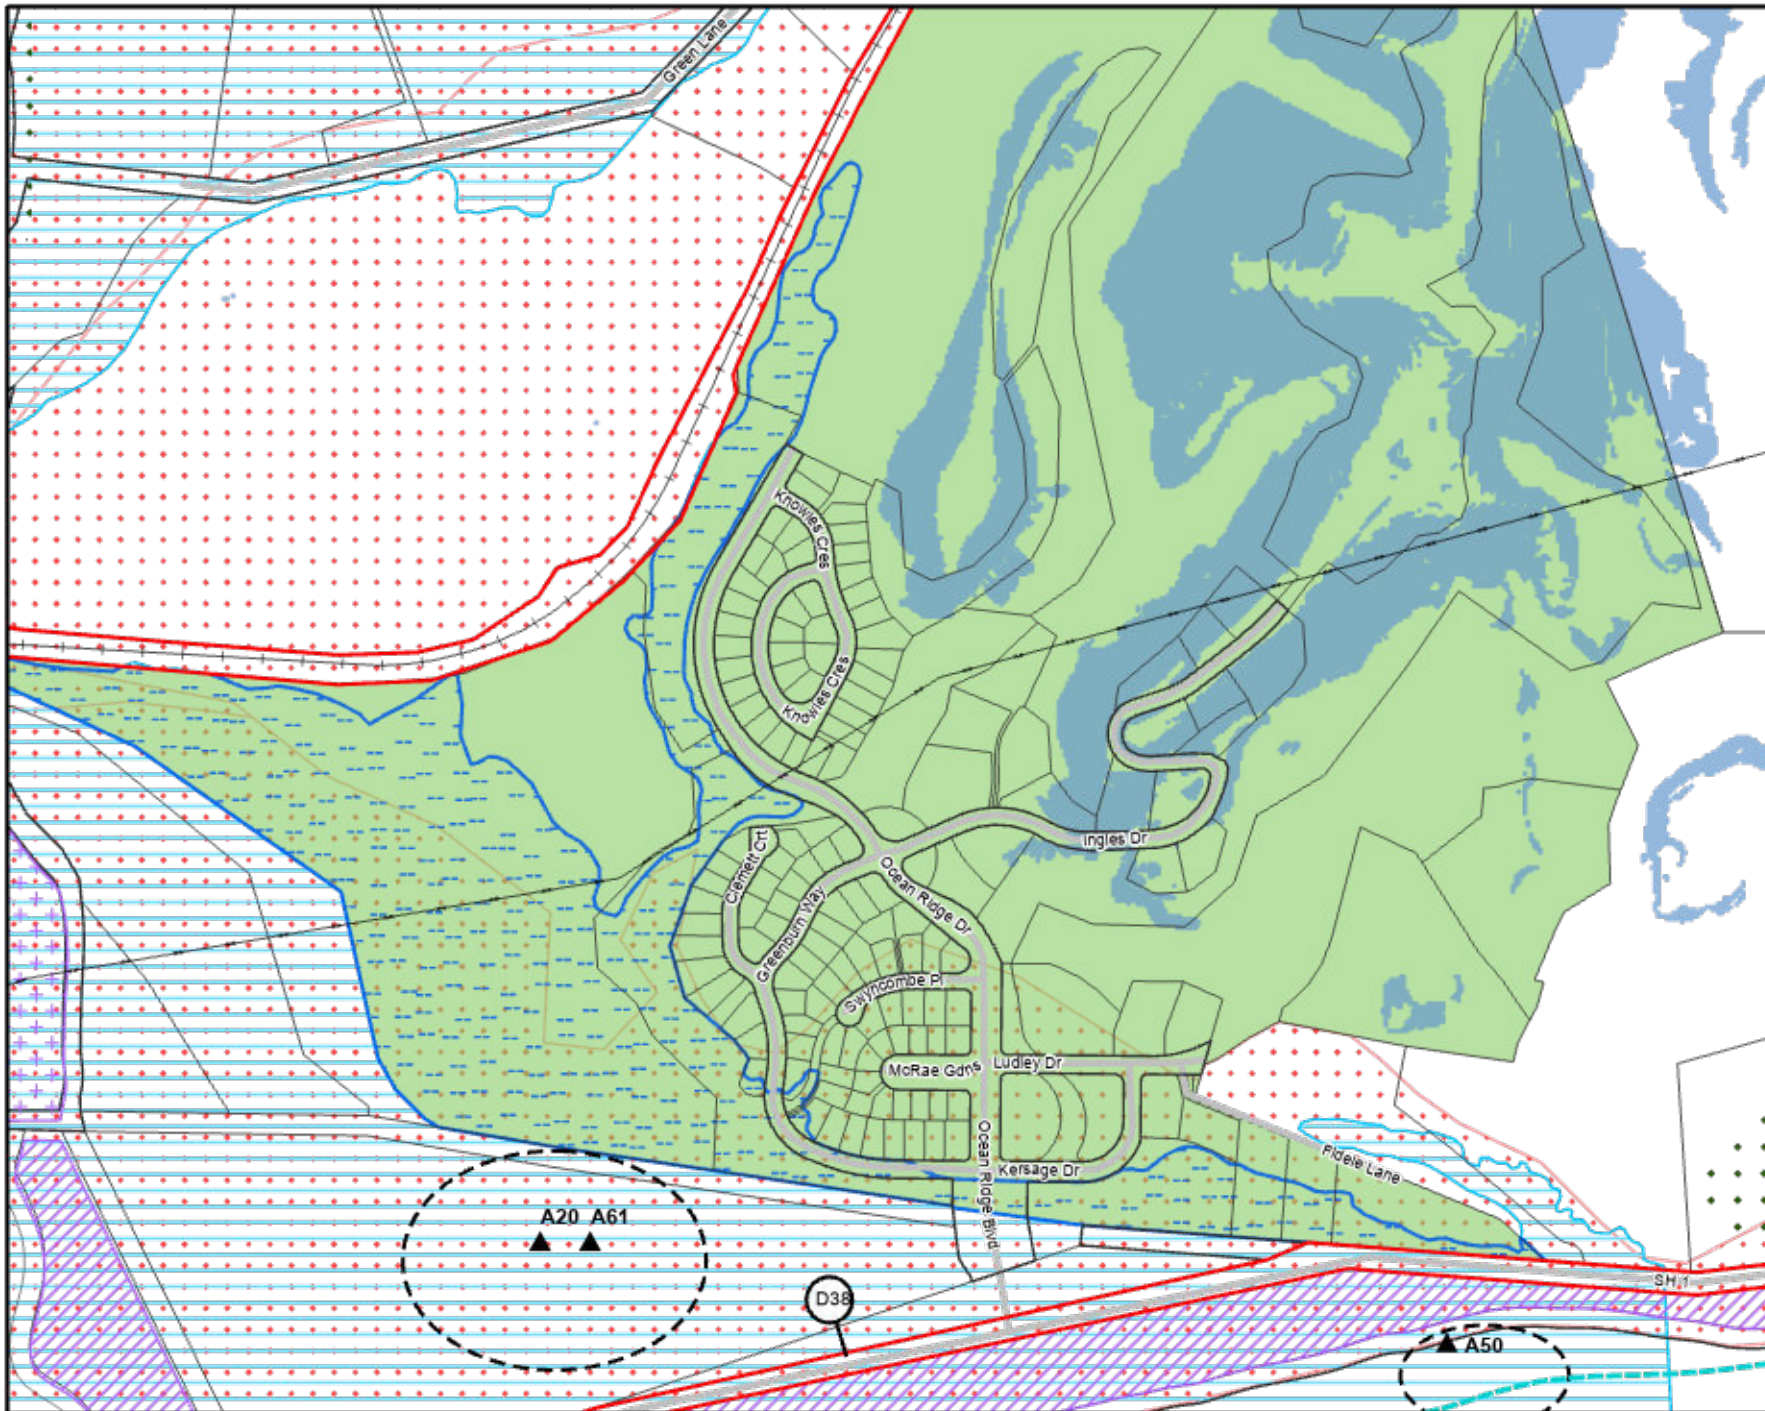 Green Lane
Knowles Cres
Knowles Cres
Ingles Dr
Clemett Crt
Ocean Ridge Dr
Greenburn Way
Swyncombe Pl
McRae Gdns
Ludley Dr
Ocean Ridge Blvd
Kersage Dr
Fidele Lane
A20 A61
SH 1
D38
A50